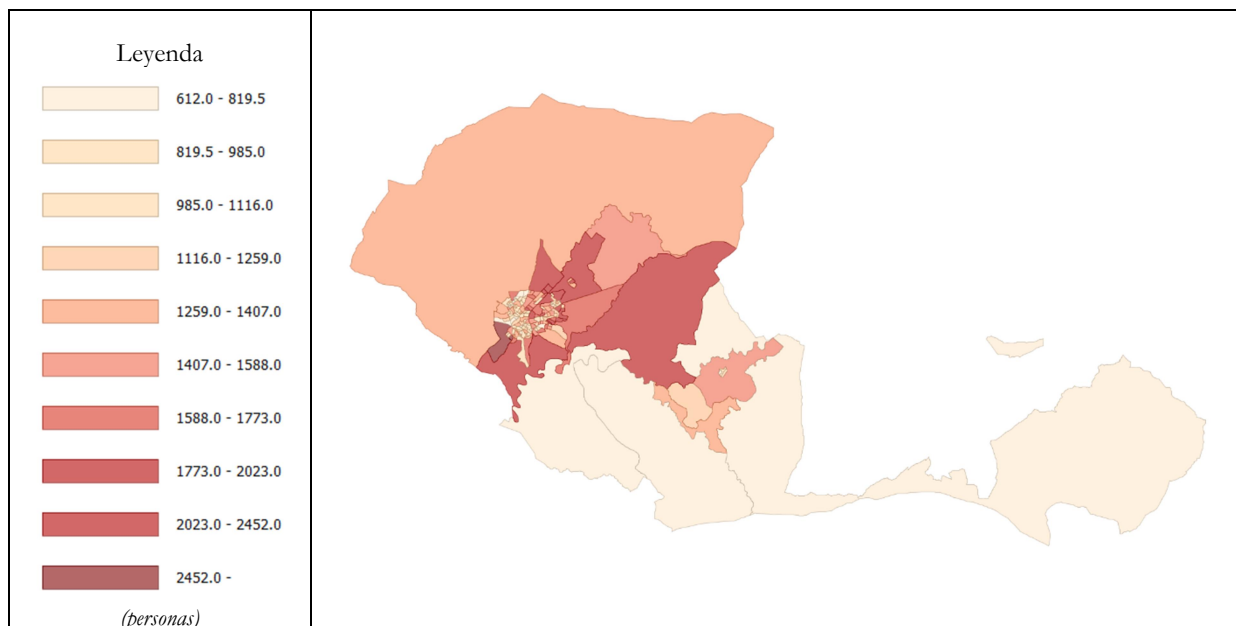 Leyenda
612.0 - 819.5
819.5 - 985.0
985.0 - 1116.0
1116.0 - 1259.0
1259.0 - 1407.0
1407.0 - 1588.0
1588.0 - 1773.0
1773.0 - 2023.0
2023.0 - 2452.0
2452.0 -
(personas)